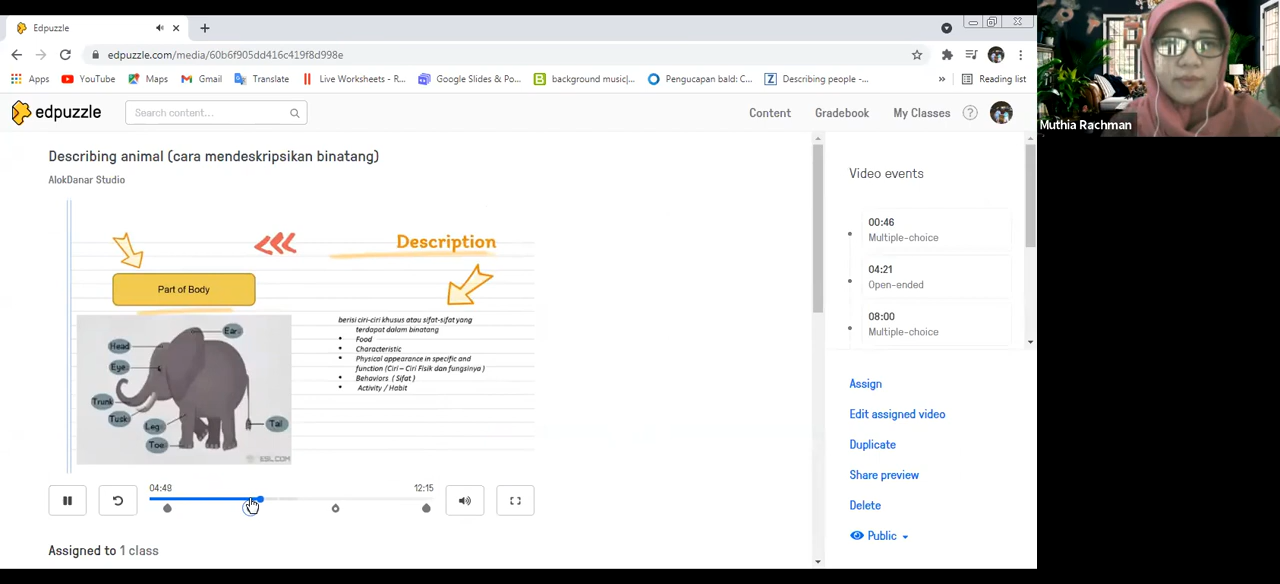 Edpuzzle
edpuzzle.com/media/60b6f905dd416c419f8d998e
Apps YouTube Maps Gmail Translate Live Worksheets - R... Google Slides & Po... background music|... Pengucapan bald: C... Describing people -... » Reading list
edpuzzle
Search content...
Content Gradebook My Classes
Muthia Rachman
Describing animal (cara mendeskripsikan binatang)
AlokDanar Studio
Description
Part of Body
Ear
Head
Eye
Trunk
Tusk
Leg
Toe
Tail
SSL.COM
berisi ciri-ciri khusus atau sifat-sifat yang
terdapat dalam binatang
• Food
• Characteristic
• Physical appearance in specific and
function (Ciri – Ciri Fisik dan fungsinya )
• Behaviors ( Sifat )
• Activity / Habit
04:48
12:15
Assigned to 1 class
Video events
00:46
Multiple-choice
04:21
Open-ended
08:00
Multiple-choice
Assign
Edit assigned video
Duplicate
Share preview
Delete
Public